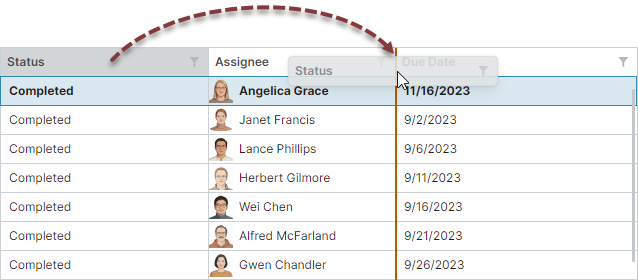 Status Assignee Due Date
Status
Completed Angelica Grace 11/16/2023
Completed Janet Francis 9/2/2023
Completed Lance Phillips 9/6/2023
Completed Herbert Gilmore 9/11/2023
Completed Wei Chen 9/16/2023
Completed Alfred McFarland 9/21/2023
Completed Gwen Chandler 9/26/2023